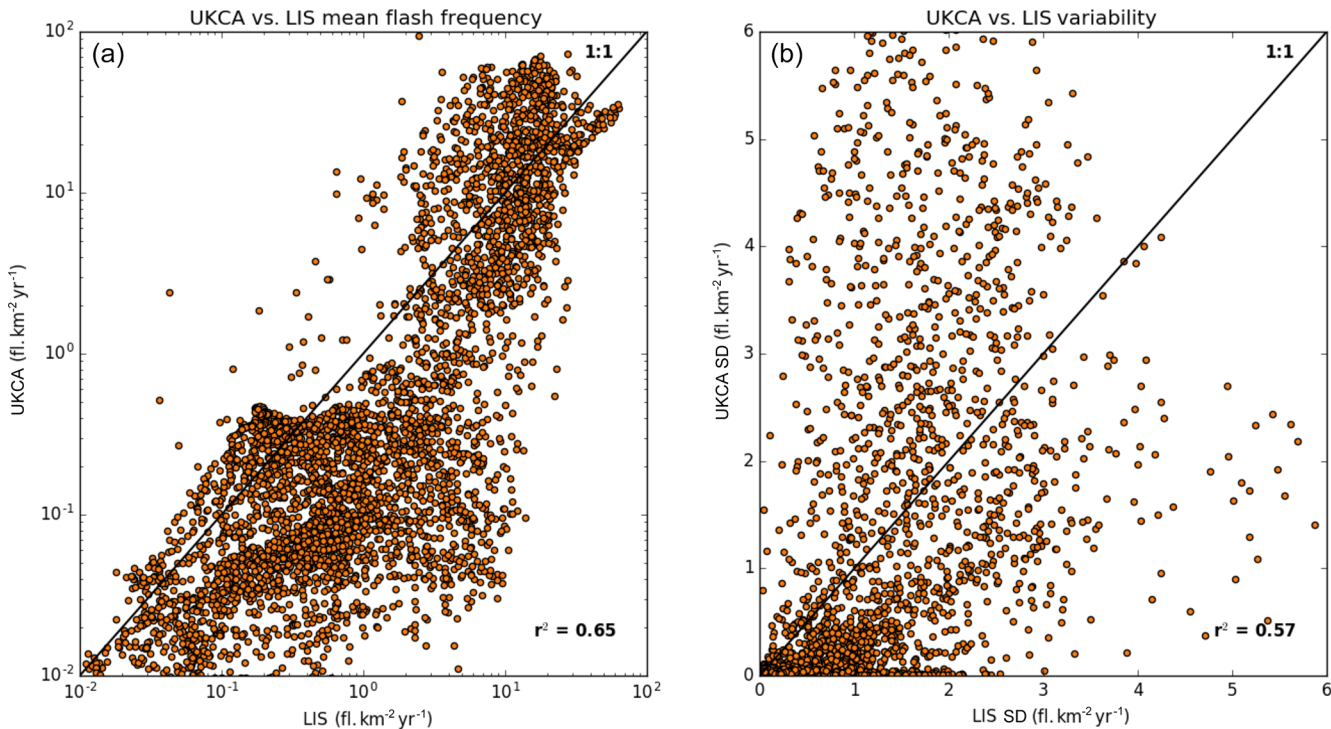 UKCA vs. LIS mean flash frequency
(a)
1:1
UKCA (fl. km⁻² yr⁻¹)
10²
10¹
10⁰
10⁻¹
10⁻²
r² = 0.65
10⁻² 10⁻¹ 10⁰ 10¹ 10²
LIS (fl. km⁻² yr⁻¹)
UKCA vs. LIS variability
(b)
1:1
UKCA SD (fl. km⁻² yr⁻¹)
6
5
4
3
2
1
0
r² = 0.57
0 1 2 3 4 5 6
LIS SD (fl. km⁻² yr⁻¹)